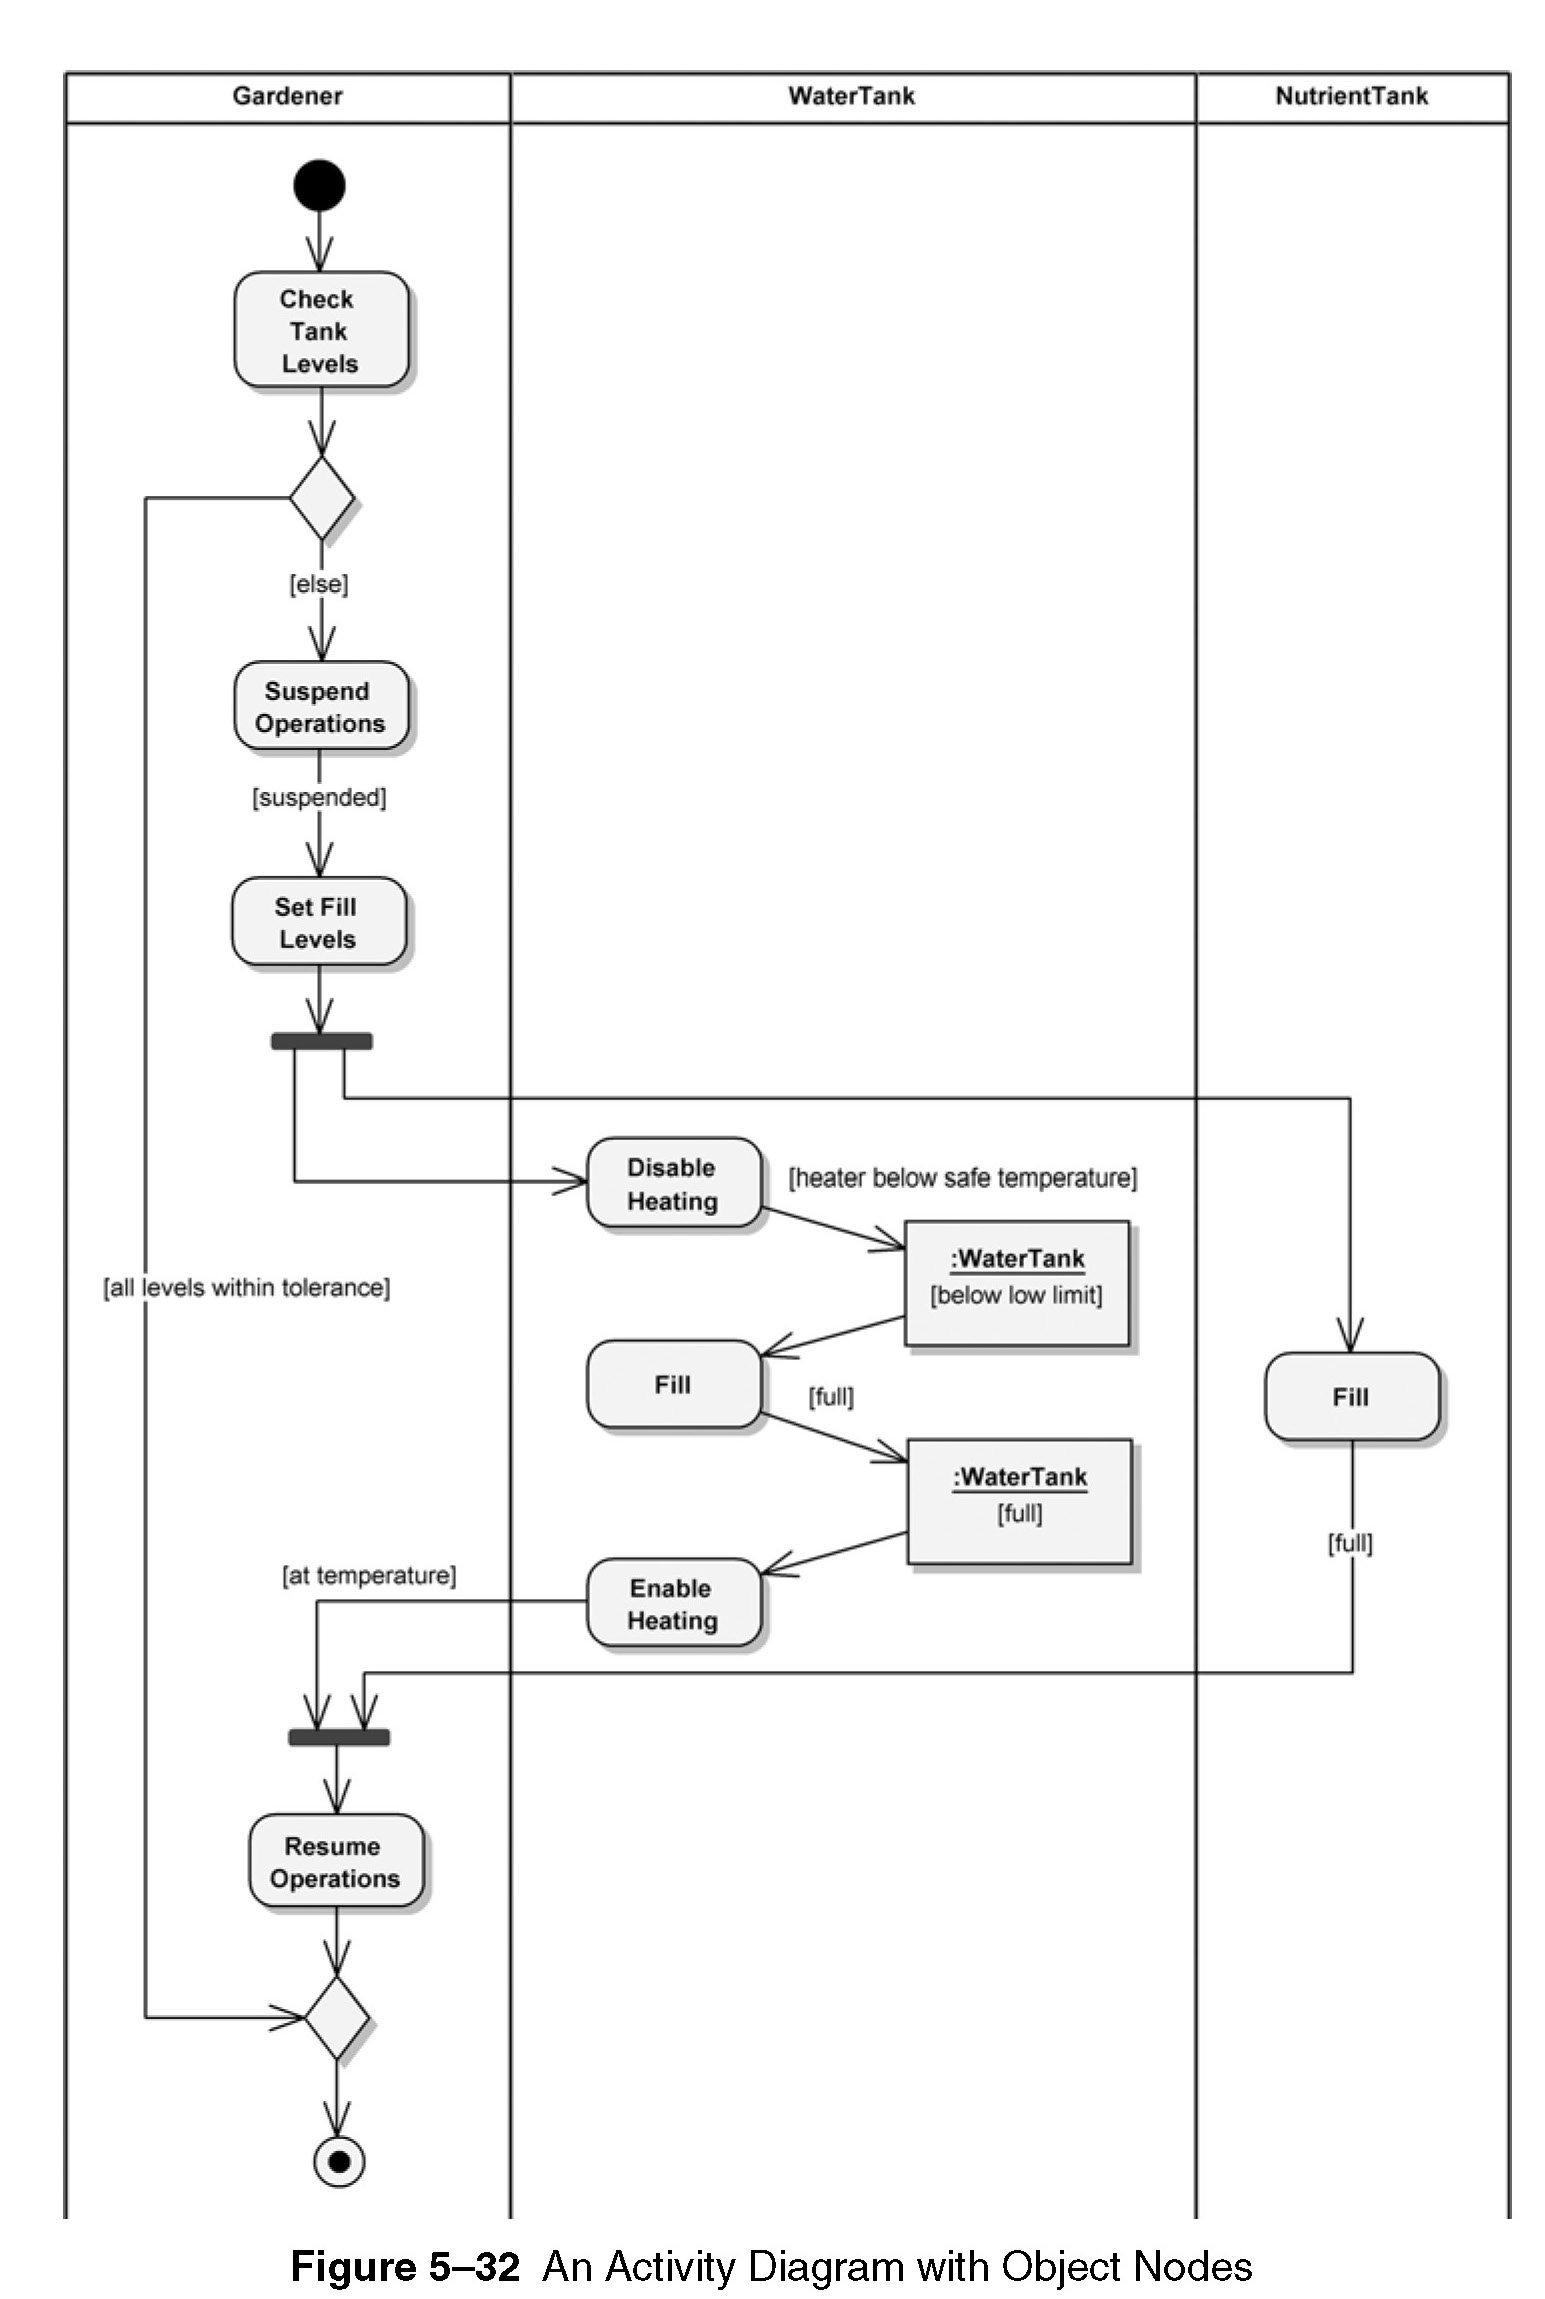 Gardener
WaterTank
NutrientTank
Check
Tank
Levels
[else]
Suspend
Operations
[suspended]
Set Fill
Levels
Disable
Heating
[heater below safe temperature]
:WaterTank
[below low limit]
[all levels within tolerance]
Fill
[full]
Fill
:WaterTank
[full]
[full]
[at temperature]
Enable
Heating
Resume
Operations
Figure 5–32 An Activity Diagram with Object Nodes